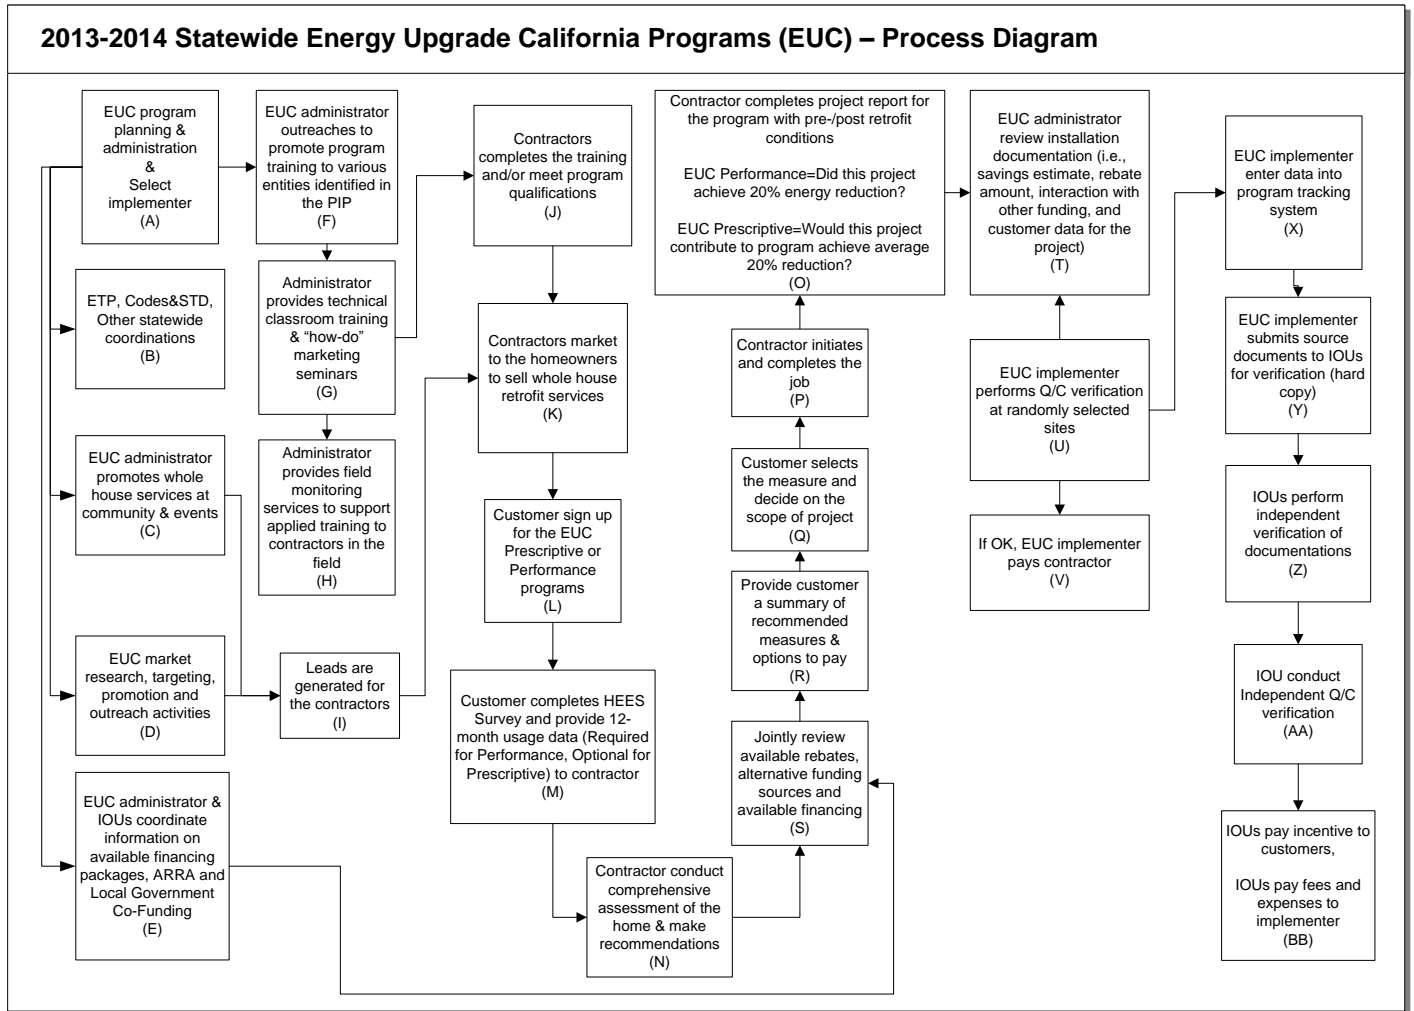 2013-2014 Statewide Energy Upgrade California Programs (EUC) – Process Diagram
EUC program
planning &
administration
&
Select
implementer
(A)
ETP, Codes&STD,
Other statewide
coordinations
(B)
EUC administrator
promotes whole
house services at
community & events
(C)
EUC market
research, targeting,
promotion and
outreach activities
(D)
EUC administrator &
IOUs coordinate
information on
available financing
packages, ARRA and
Local Government
Co-Funding
(E)
EUC administrator
outreaches to
promote program
training to various
entities identified in
the PIP
(F)
Administrator
provides technical
classroom training
& “how-do”
marketing
seminars
(G)
Administrator
provides field
monitoring
services to support
applied training to
contractors in the
field
(H)
Leads are
generated for
the contractors
(I)
Contractors
completes the training
and/or meet program
qualifications
(J)
Contractors market
to the homeowners
to sell whole house
retrofit services
(K)
Customer sign up
for the EUC
Prescriptive or
Performance
programs
(L)
Customer completes HEES
Survey and provide 12-
month usage data (Required
for Performance, Optional for
Prescriptive) to contractor
(M)
Contractor conduct
comprehensive
assessment of the
home & make
recommendations
(N)
Contractor completes project report for
the program with pre-/post retrofit
conditions
EUC Performance=Did this project
achieve 20% energy reduction?
EUC Prescriptive=Would this project
contribute to program achieve average
20% reduction?
(O)
Contractor initiates
and completes the
job
(P)
Customer selects
the measure and
decide on the
scope of project
(Q)
Provide customer
a summary of
recommended
measures &
options to pay
(R)
Jointly review
available rebates,
alternative funding
sources and
available financing
(S)
EUC administrator
review installation
documentation (i.e.,
savings estimate, rebate
amount, interaction with
other funding, and
customer data for the
project)
(T)
EUC implementer
performs Q/C verification
at randomly selected
sites
(U)
If OK, EUC implementer
pays contractor
(V)
EUC implementer
enter data into
program tracking
system
(X)
EUC implementer
submits source
documents to IOUs
for verification (hard
copy)
(Y)
IOUs perform
independent
verification of
documentations
(Z)
IOU conduct
Independent Q/C
verification
(AA)
IOUs pay incentive to
customers,
IOUs pay fees and
expenses to
implementer
(BB)